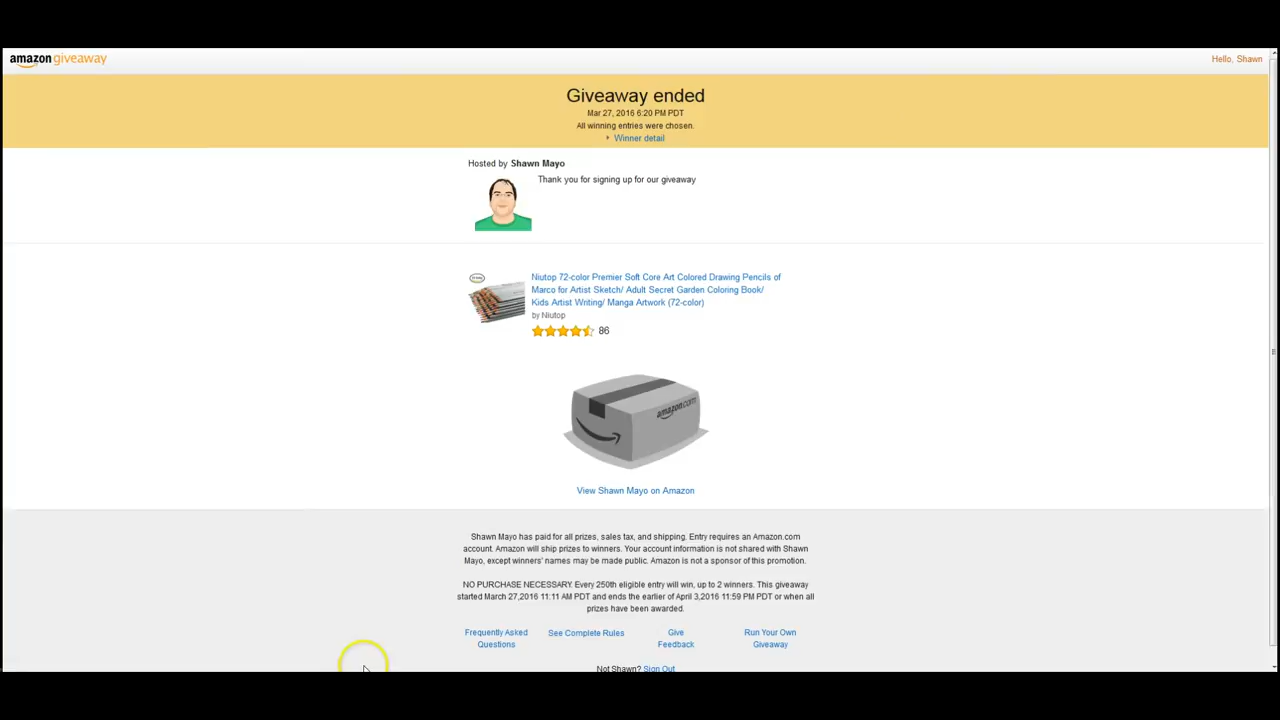 amazon giveaway
Hello, Shawn
Giveaway ended
Mar 27, 2016 6:20 PM PDT
All winning entries were chosen.
Winner detail
Hosted by Shawn Mayo
Thank you for signing up for our giveaway
Niutop 72-color Premier Soft Core Art Colored Drawing Pencils of
Marco for Artist Sketch/ Adult Secret Garden Coloring Book/
Kids Artist Writing/ Manga Artwork (72-color)
by Niutop
86
amazon.com
View Shawn Mayo on Amazon
Shawn Mayo has paid for all prizes, sales tax, and shipping. Entry requires an Amazon.com
account. Amazon will ship prizes to winners. Your account information is not shared with Shawn
Mayo, except winners' names may be made public. Amazon is not a sponsor of this promotion.
NO PURCHASE NECESSARY. Every 250th eligible entry will win, up to 2 winners. This giveaway
started March 27,2016 11:11 AM PDT and ends the earlier of April 3,2016 11:59 PM PDT or when all
prizes have been awarded.
Frequently Asked
Questions
See Complete Rules
Give
Feedback
Run Your Own
Giveaway
Not Shawn? Sign Out